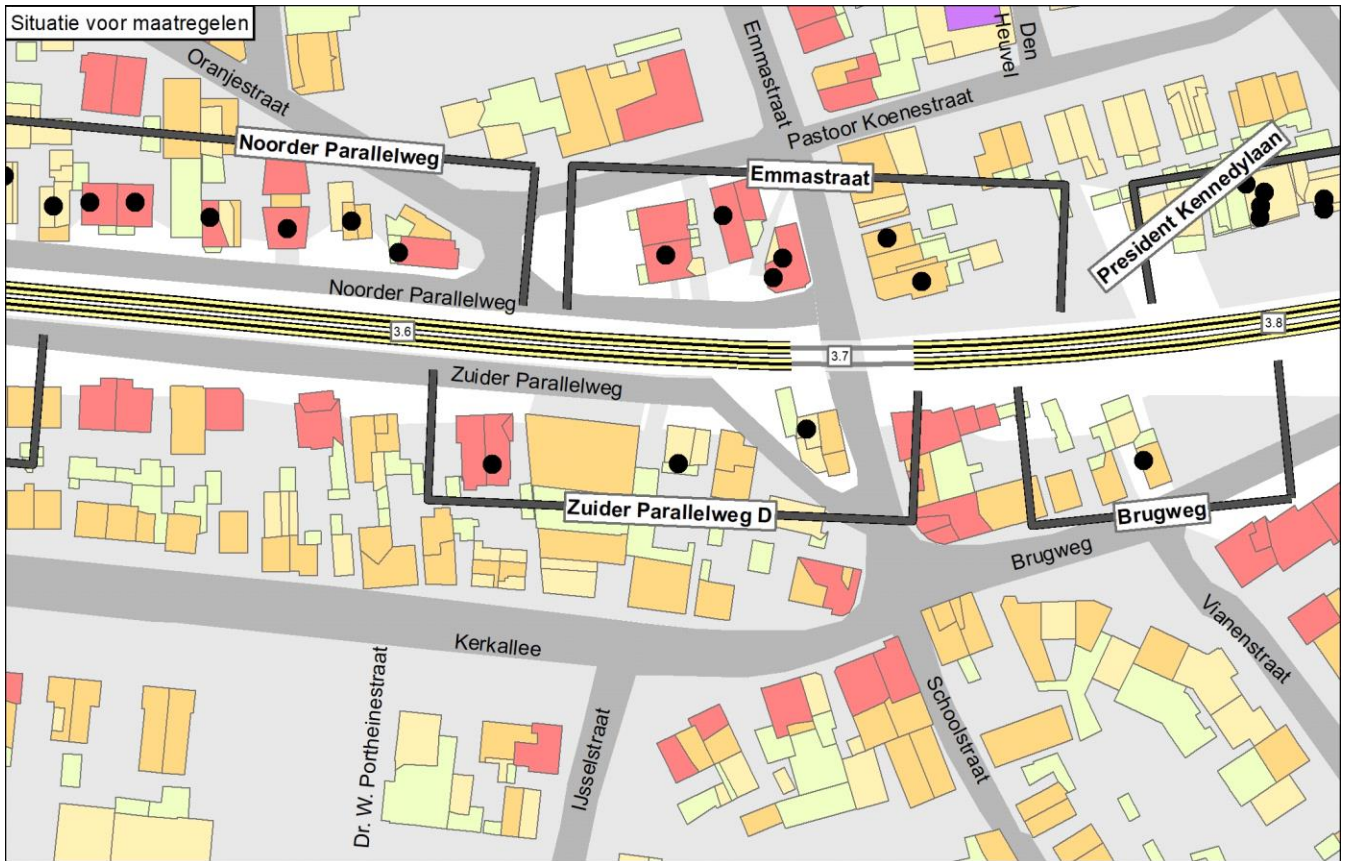 Situatie voor maatregelen
Oranjestraat
Emmastraat
Den
Heuvel
Pastoor Koenestraat
Noorder Parallelweg
Emmastraat
President Kennedylaan
Noorder Parallelweg
3.6
3.7
3.8
Zuider Parallelweg
Zuider Parallelweg D
Brugweg
Brugweg
Vianenstraat
Kerkallee
Dr. W. Portheinestraat
IJsselstraat
Schoolstraat